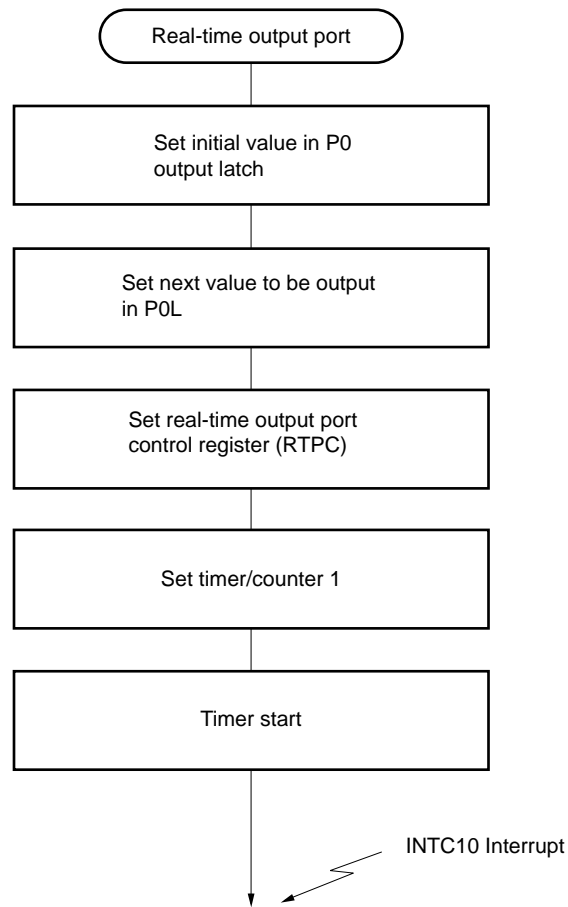 Real-time output port
Set initial value in P0
output latch
Set next value to be output
in P0L
Set real-time output port
control register (RTPC)
Set timer/counter 1
Timer start
INTC10 Interrupt